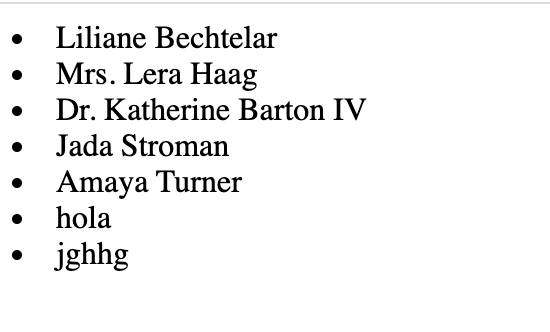 Liliane Bechtelar
Mrs. Lera Haag
Dr. Katherine Barton IV
Jada Stroman
Amaya Turner
hola
jghhg